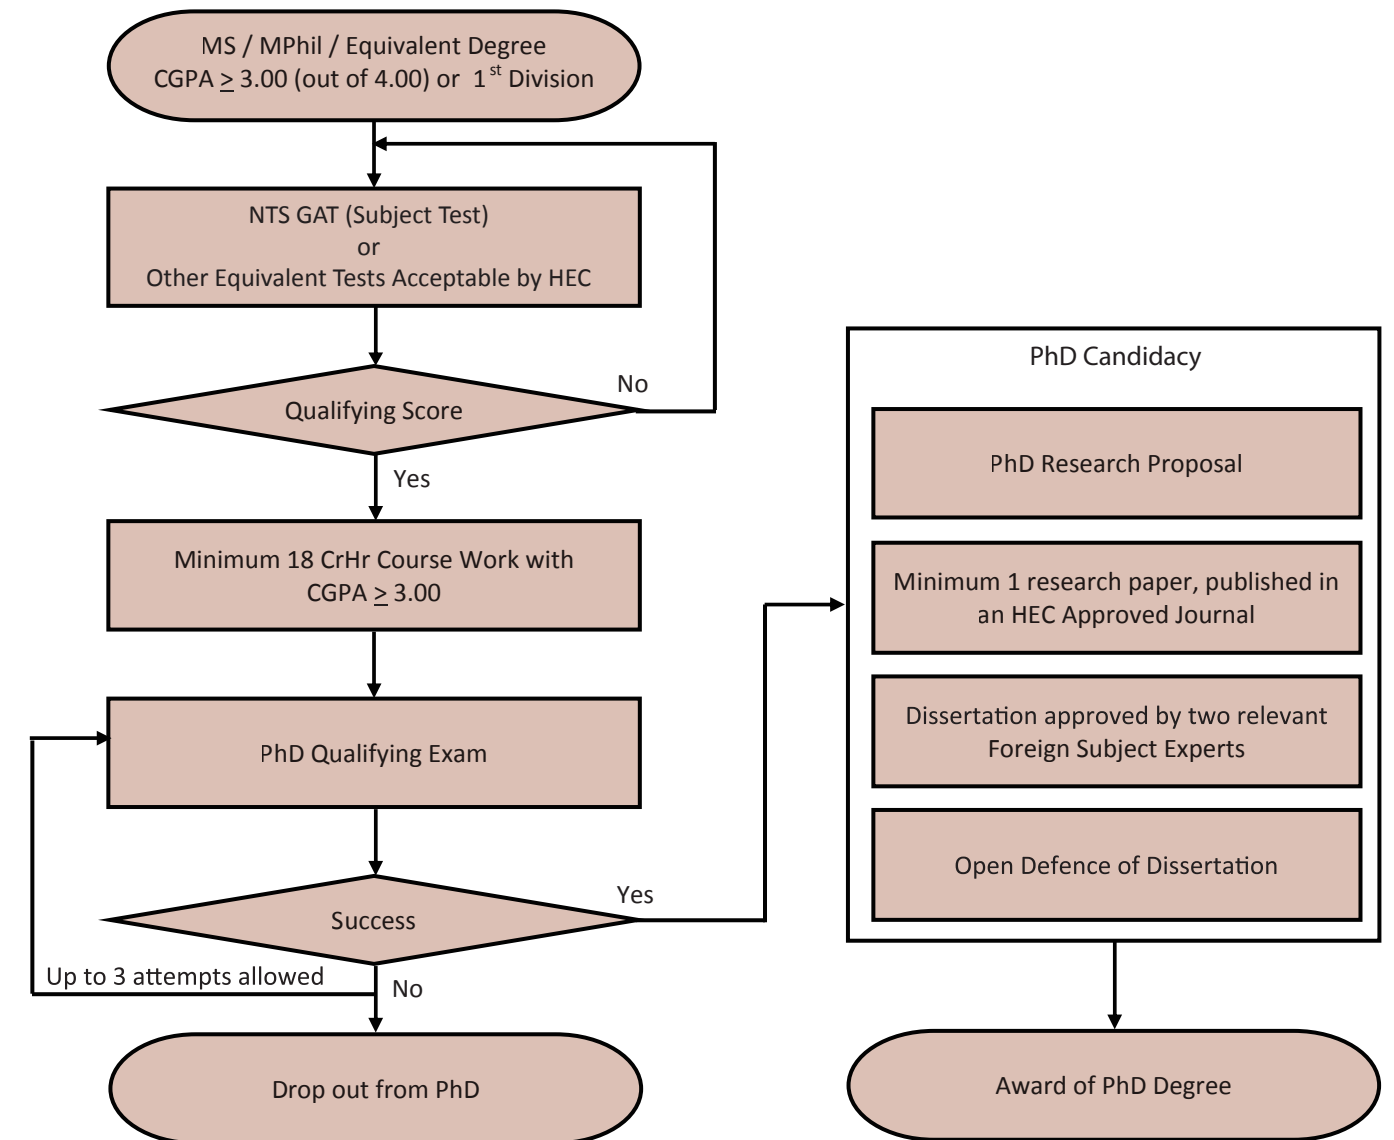 MS / MPhil / Equivalent Degree
CGPA ≥ 3.00 (out of 4.00) or 1st Division
NTS GAT (Subject Test)
or
Other Equivalent Tests Acceptable by HEC
Qualifying Score
No
Yes
Minimum 18 CrHr Course Work with
CGPA ≥ 3.00
PhD Qualifying Exam
Success
Yes
Up to 3 attempts allowed
No
Drop out from PhD
PhD Candidacy
PhD Research Proposal
Minimum 1 research paper, published in
an HEC Approved Journal
Dissertation approved by two relevant
Foreign Subject Experts
Open Defence of Dissertation
Award of PhD Degree